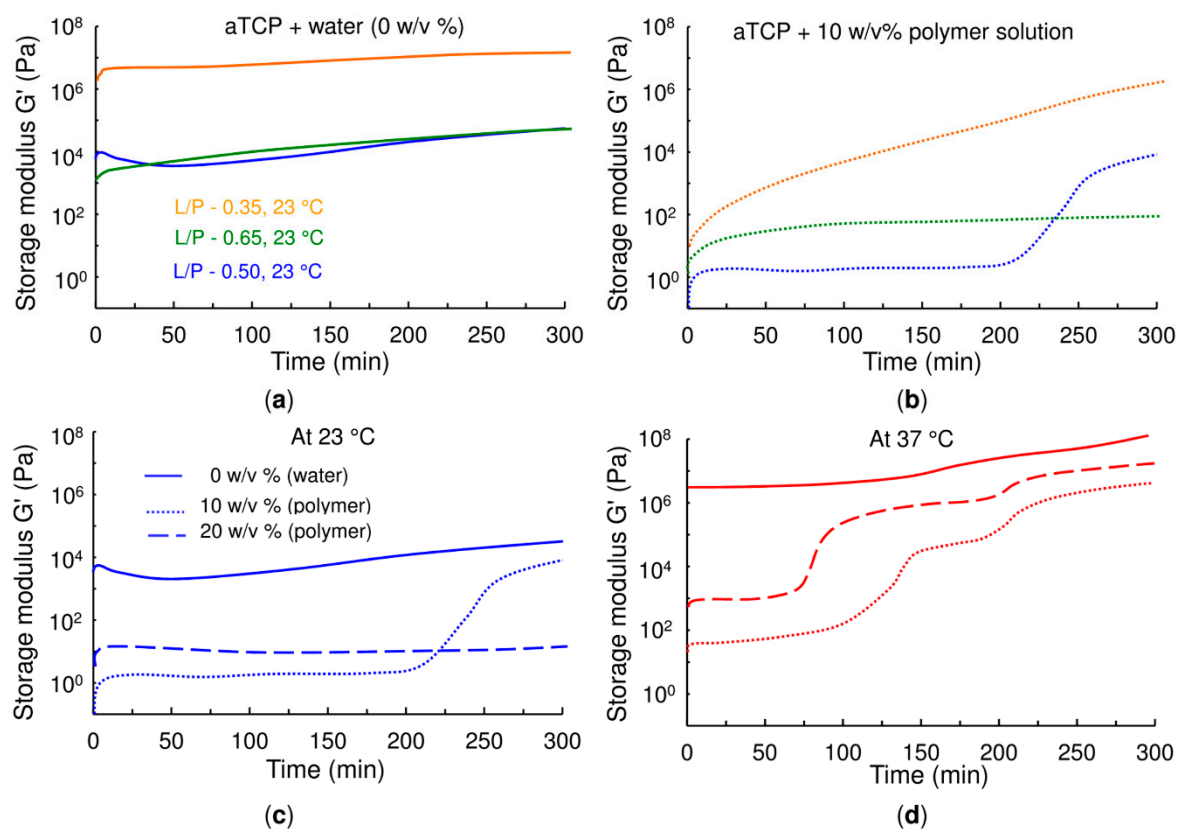 aTCP + water (0 w/v %)
Storage modulus G' (Pa)
10⁸
10⁶
10⁴
10²
10⁰
L/P - 0.35, 23 °C
L/P - 0.65, 23 °C
L/P - 0.50, 23 °C
0 50 100 150 200 250 300
Time (min)
(a)
aTCP + 10 w/v% polymer solution
Storage modulus G' (Pa)
10⁸
10⁶
10⁴
10²
10⁰
0 50 100 150 200 250 300
Time (min)
(b)
At 23 °C
Storage modulus G' (Pa)
10⁸
10⁶
10⁴
10²
10⁰
0 w/v % (water)
10 w/v % (polymer)
20 w/v % (polymer)
0 50 100 150 200 250 300
Time (min)
(c)
At 37 °C
Storage modulus G' (Pa)
10⁸
10⁶
10⁴
10²
10⁰
0 50 100 150 200 250 300
Time (min)
(d)